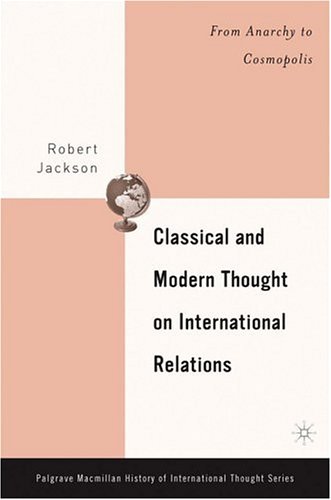 From Anarchy to
Cosmopolis
Robert
Jackson
Classical and
Modern Thought
on International
Relations
Palgrave Macmillan History of International Thought Series